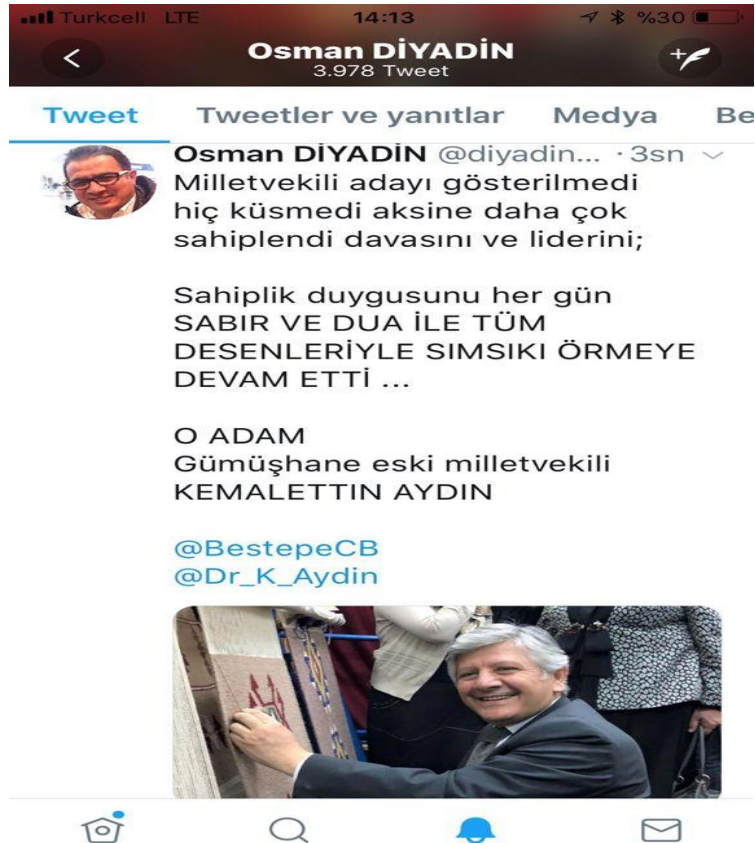 Turkcell LTE 14:13 %30
Osman DİYADİN
3.978 Tweet
Tweet Tweetler ve yanıtlar Medya Be
Osman DİYADİN @diyadin... · 3sn
Milletvekili adayı gösterilmedi
hiç küsmedi aksine daha çok
sahiplendi davasını ve liderini;
Sahiplik duygusunu her gün
SABIR VE DUA İLE TÜM
DESENLERİYLE SIMSIKI ÖRMEYE
DEVAM ETTİ ...
O ADAM
Gümüşhane eski milletvekili
KEMALETTIN AYDIN
@BestepeCB
@Dr_K_Aydin